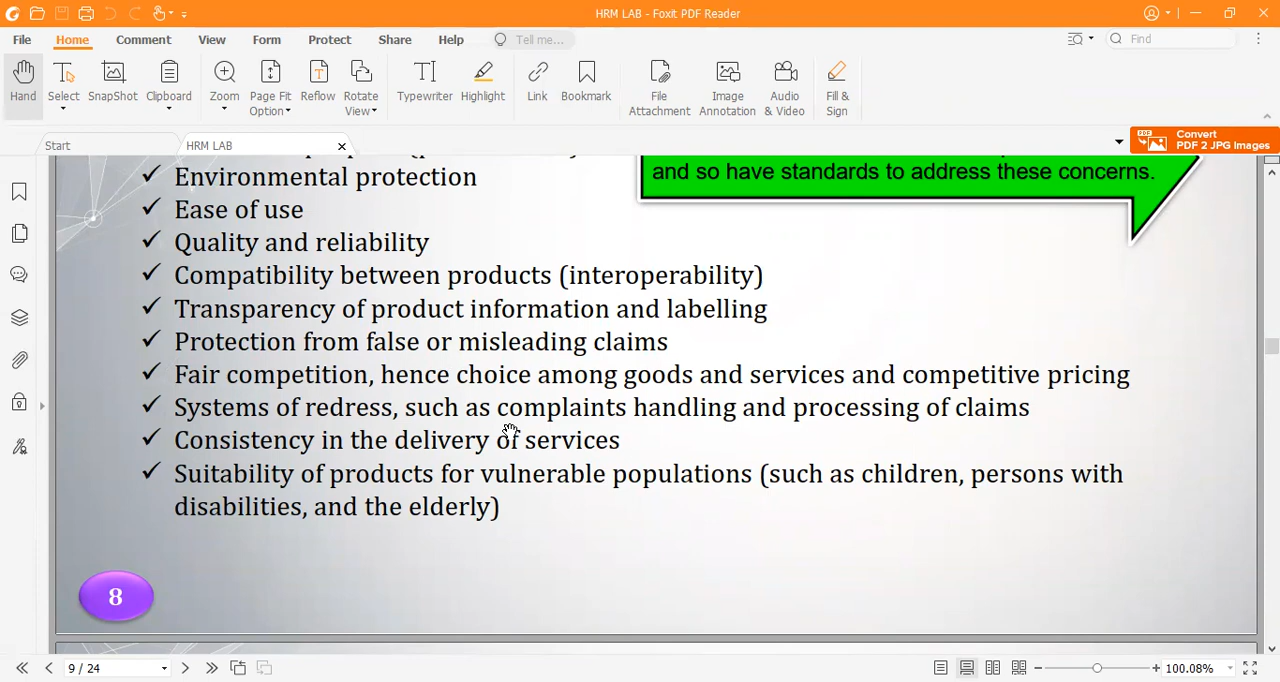 HRM LAB - Foxit PDF Reader
File Home Comment View Form Protect Share Help Tell me... Find
Hand Select SnapShot Clipboard Zoom Page Fit Option Reflow Rotate View Typewriter Highlight Link Bookmark File Attachment Image Annotation Audio & Video Fill & Sign
Start HRM LAB
PDF Convert
PDF 2 JPG Images
and so have standards to address these concerns.
✓ Environmental protection
✓ Ease of use
✓ Quality and reliability
✓ Compatibility between products (interoperability)
✓ Transparency of product information and labelling
✓ Protection from false or misleading claims
✓ Fair competition, hence choice among goods and services and competitive pricing
✓ Systems of redress, such as complaints handling and processing of claims
✓ Consistency in the delivery of services
✓ Suitability of products for vulnerable populations (such as children, persons with
disabilities, and the elderly)
8
9 / 24
100.08%